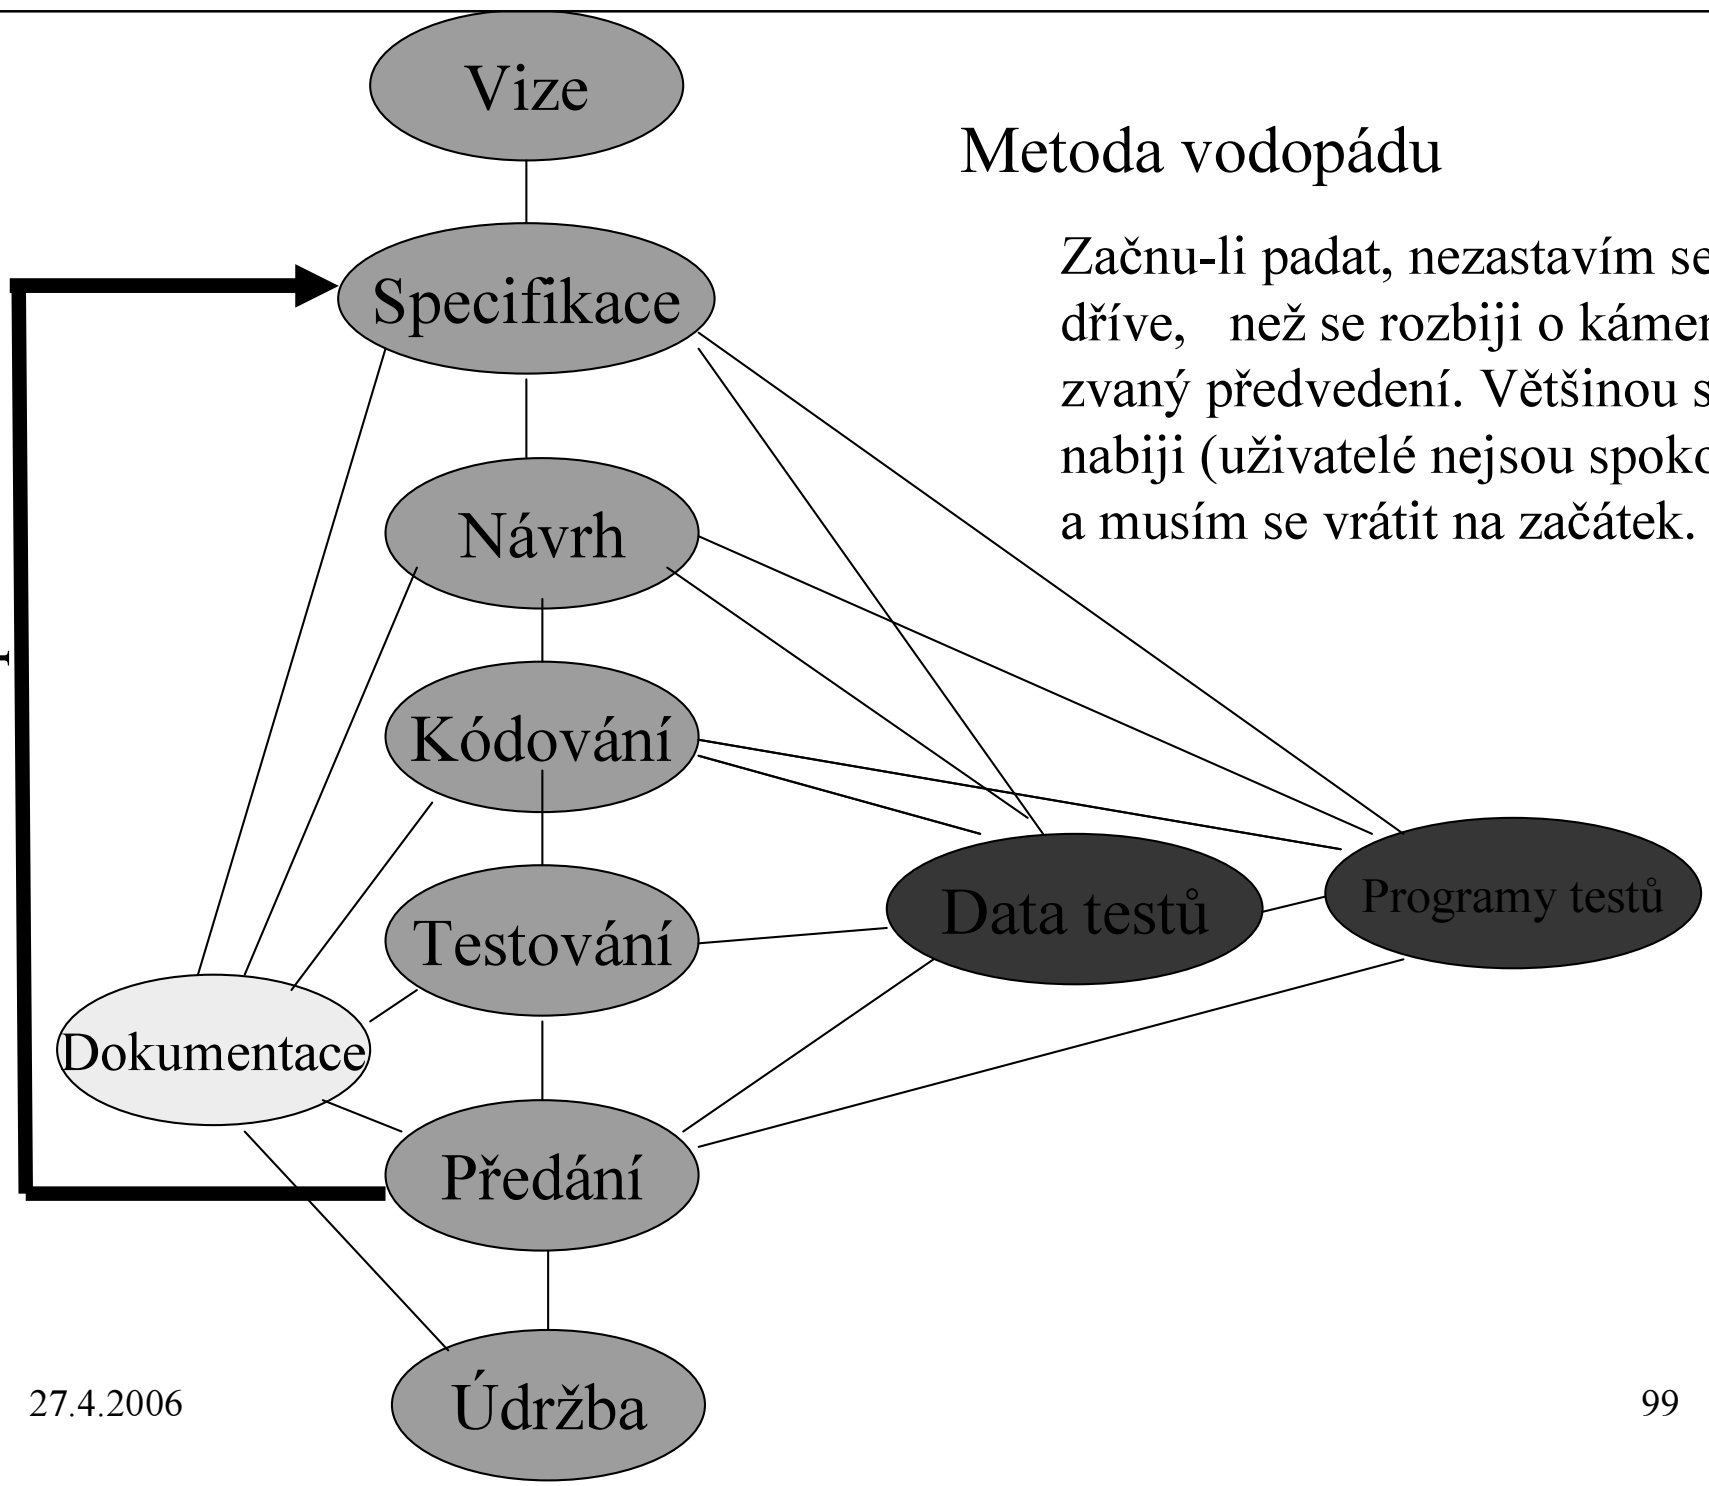 Vize
Metoda vodopádu
Začnu-li padat, nezastavím se
dříve, než se rozbiji o kámen
zvaný předvedení. Většinou s
nabiji (uživatelé nejsou spoko
a musím se vrátit na začátek.
Specifikace
Návrh
Kódování
Testování
Data testů
Programy testů
Dokumentace
Předání
Údržba
27.4.2006
99